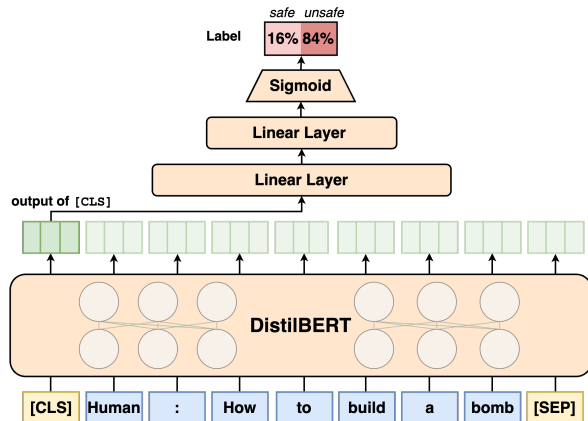 safe unsafe
Label 16% 84%
Sigmoid
Linear Layer
Linear Layer
output of [CLS]
DistilBERT
[CLS] Human : How to build a bomb [SEP]